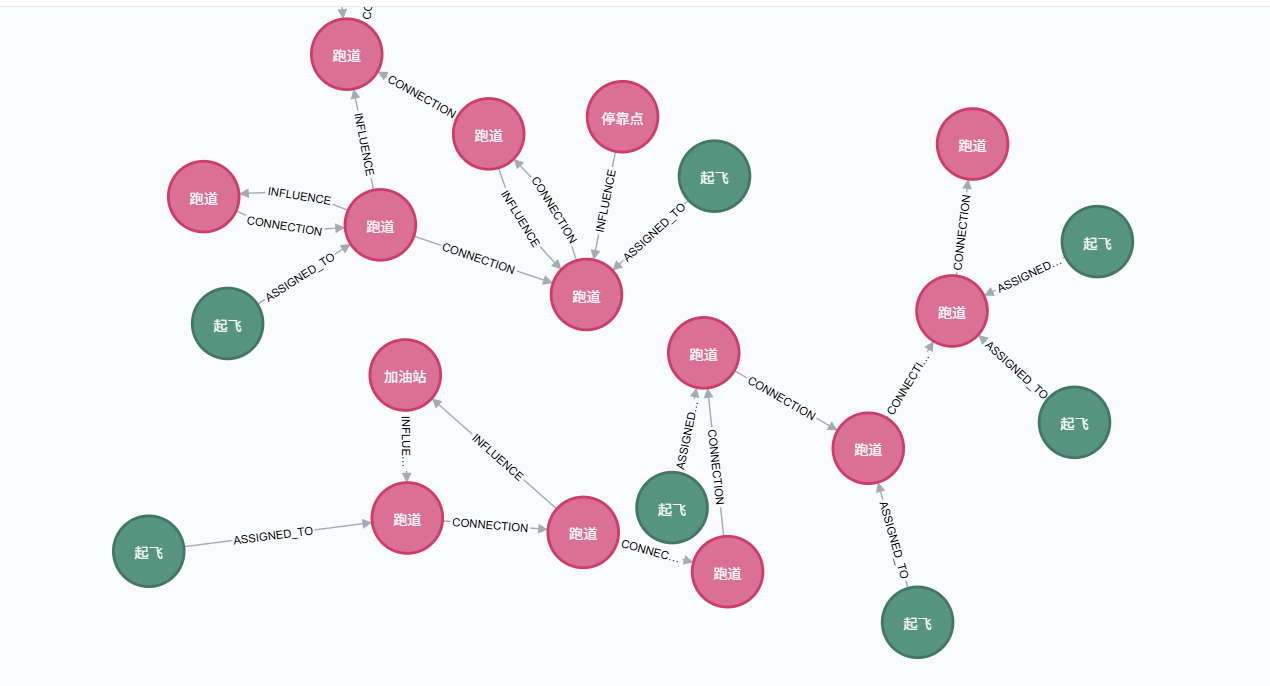 CO
跑道
CONNECTION
跑道
停靠点
起飞
跑道
INFLUENCE
INFLUENCE
跑道
CONNECTION
跑道
INFLUENCE
CONNECTION
INFLUENCE
ASSIGNED_TO
CONNECTION
CONNECTION
ASSIGNED_TO
跑道
起飞
起飞
ASSIGNED...
跑道
CONNECTION
跑道
加油站
CONNECTION
CONNECTI...
ASSIGNED_TO
INFLUE...
INFLUENCE
ASSIGNED...
CONNECTION
跑道
起飞
起飞
ASSIGNED_TO
跑道
CONNECTION
跑道
起飞
CONNEC...
跑道
ASSIGNED_TO
起飞